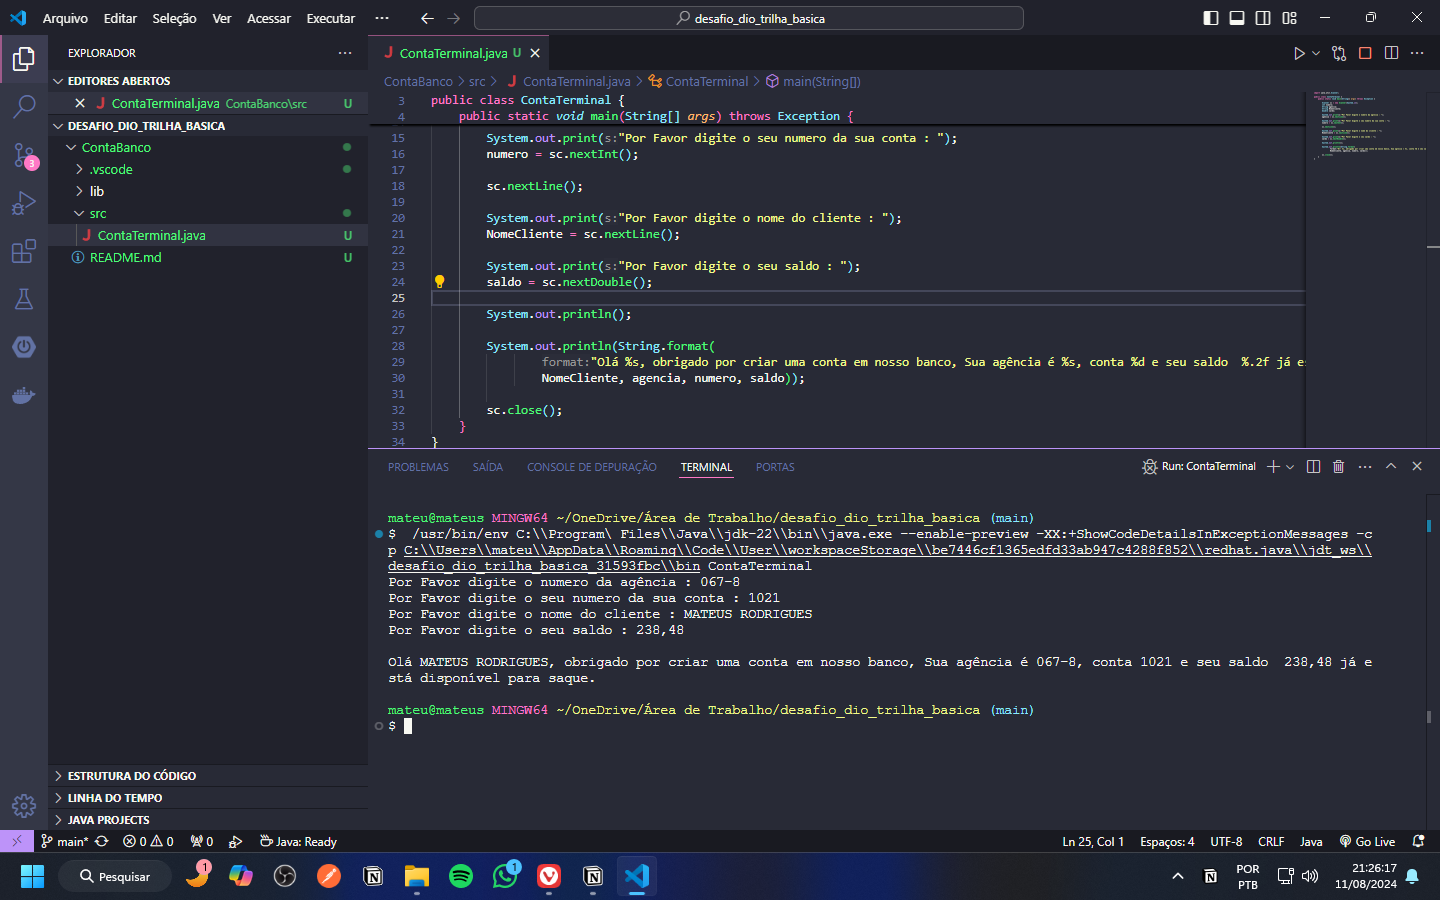 Arquivo Editar Seleção Ver Acessar Executar ··· desafio_dio_trilha_basica
EXPLORADOR ···
EDITORES ABERTOS
ContaTerminal.java ContaBanco\src U
DESAFIO_DIO_TRILHA_BASICA
ContaBanco
.vscode
3
lib
src
ContaTerminal.java U
README.md U
ESTRUTURA DO CÓDIGO
LINHA DO TEMPO
JAVA PROJECTS
ContaTerminal.java U
ContaBanco > src > ContaTerminal.java > ContaTerminal > main(String[])
3 public class ContaTerminal {
4 public static void main(String[] args) throws Exception {
15 System.out.print(s:"Por Favor digite o seu numero da sua conta : ");
16 numero = sc.nextInt();
17
18 sc.nextLine();
19
20 System.out.print(s:"Por Favor digite o nome do cliente : ");
21 NomeCliente = sc.nextLine();
22
23 System.out.print(s:"Por Favor digite o seu saldo : ");
24 saldo = sc.nextDouble();
25
26 System.out.println();
27
28 System.out.println(String.format(
29 format:"Olá %s, obrigado por criar uma conta em nosso banco, Sua agência é %s, conta %d e seu saldo  %.2f já es
30 NomeCliente, agencia, numero, saldo));
31
32 sc.close();
33 }
34 }
PROBLEMAS SAÍDA CONSOLE DE DEPURAÇÃO TERMINAL PORTAS Run: ContaTerminal
mateu@mateus MINGW64 ~/OneDrive/Área de Trabalho/desafio_dio_trilha_basica (main)
$  /usr/bin/env C:\\Program\ Files\\Java\\jdk-22\\bin\\java.exe --enable-preview -XX:+ShowCodeDetailsInExceptionMessages -c
p C:\\Users\\mateu\\AppData\\Roaming\\Code\\User\\workspaceStorage\\be7446cf1365edfd33ab947c4288f852\\redhat.java\\jdt_ws\\
desafio_dio_trilha_basica_31593fbc\\bin ContaTerminal
Por Favor digite o numero da agência : 067-8
Por Favor digite o seu numero da sua conta : 1021
Por Favor digite o nome do cliente : MATEUS RODRIGUES
Por Favor digite o seu saldo : 238,48
Olá MATEUS RODRIGUES, obrigado por criar uma conta em nosso banco, Sua agência é 067-8, conta 1021 e seu saldo  238,48 já e
stá disponível para saque.
mateu@mateus MINGW64 ~/OneDrive/Área de Trabalho/desafio_dio_trilha_basica (main)
$
main* 0 0 0 Java: Ready Ln 25, Col 1 Espaços: 4 UTF-8 CRLF Java Go Live
Pesquisar 1 1 POR PTB 21:26:17 11/08/2024